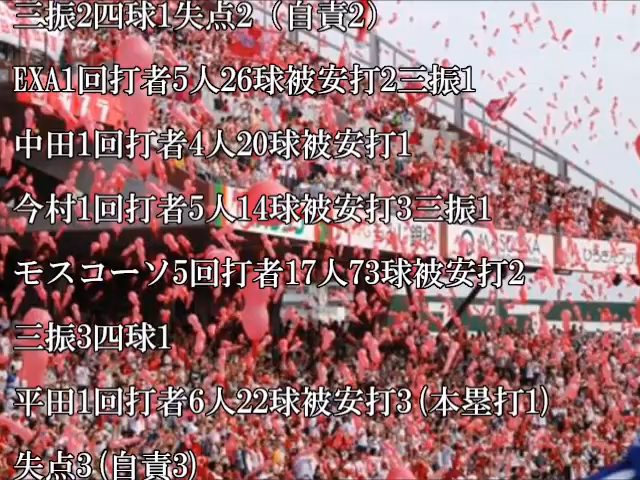 三振2四球1失点2（自責2）
EXA1回打者5人26球被安打2三振1
中田1回打者4人20球被安打1
今村1回打者5人14球被安打3三振1
モスコーソ5回打者17人73球被安打2
三振3四球1
平田1回打者6人22球被安打3(本塁打1)
失点3(自責3)